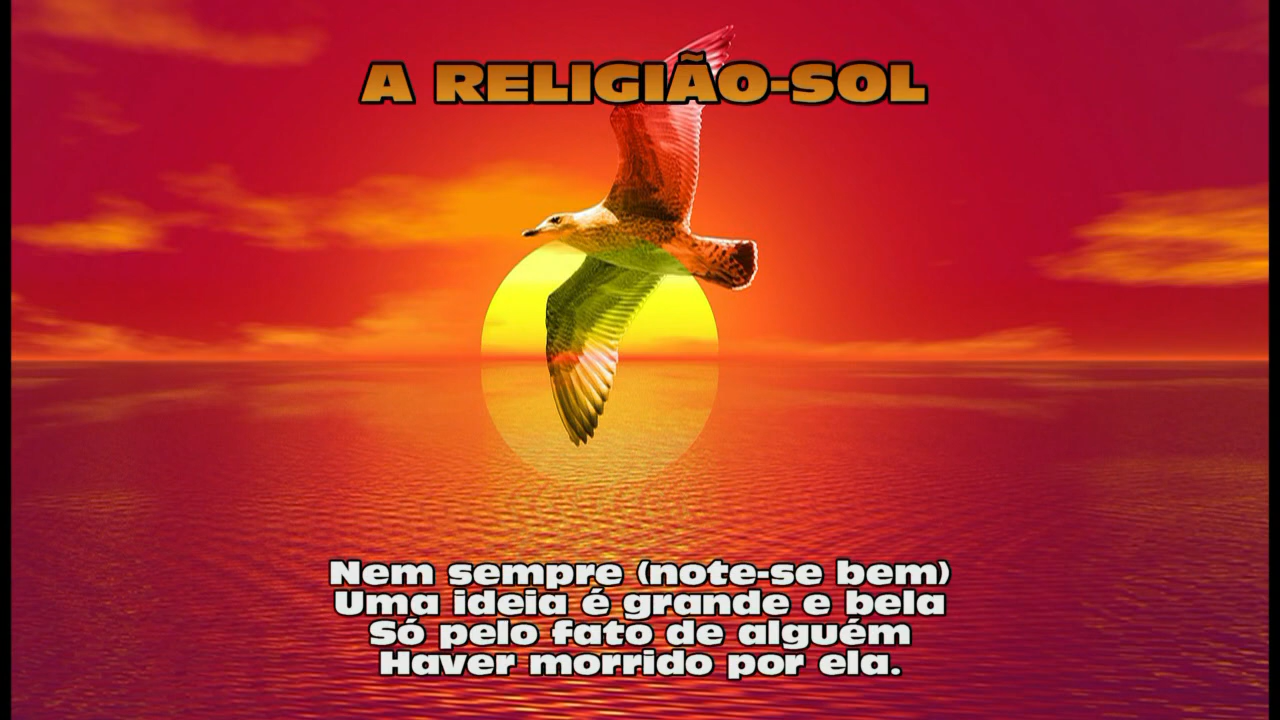 A RELIGIÃO-SOL
Nem sempre (note-se bem)
Uma ideia é grande e bela
Só pelo fato de alguém
Haver morrido por ela.